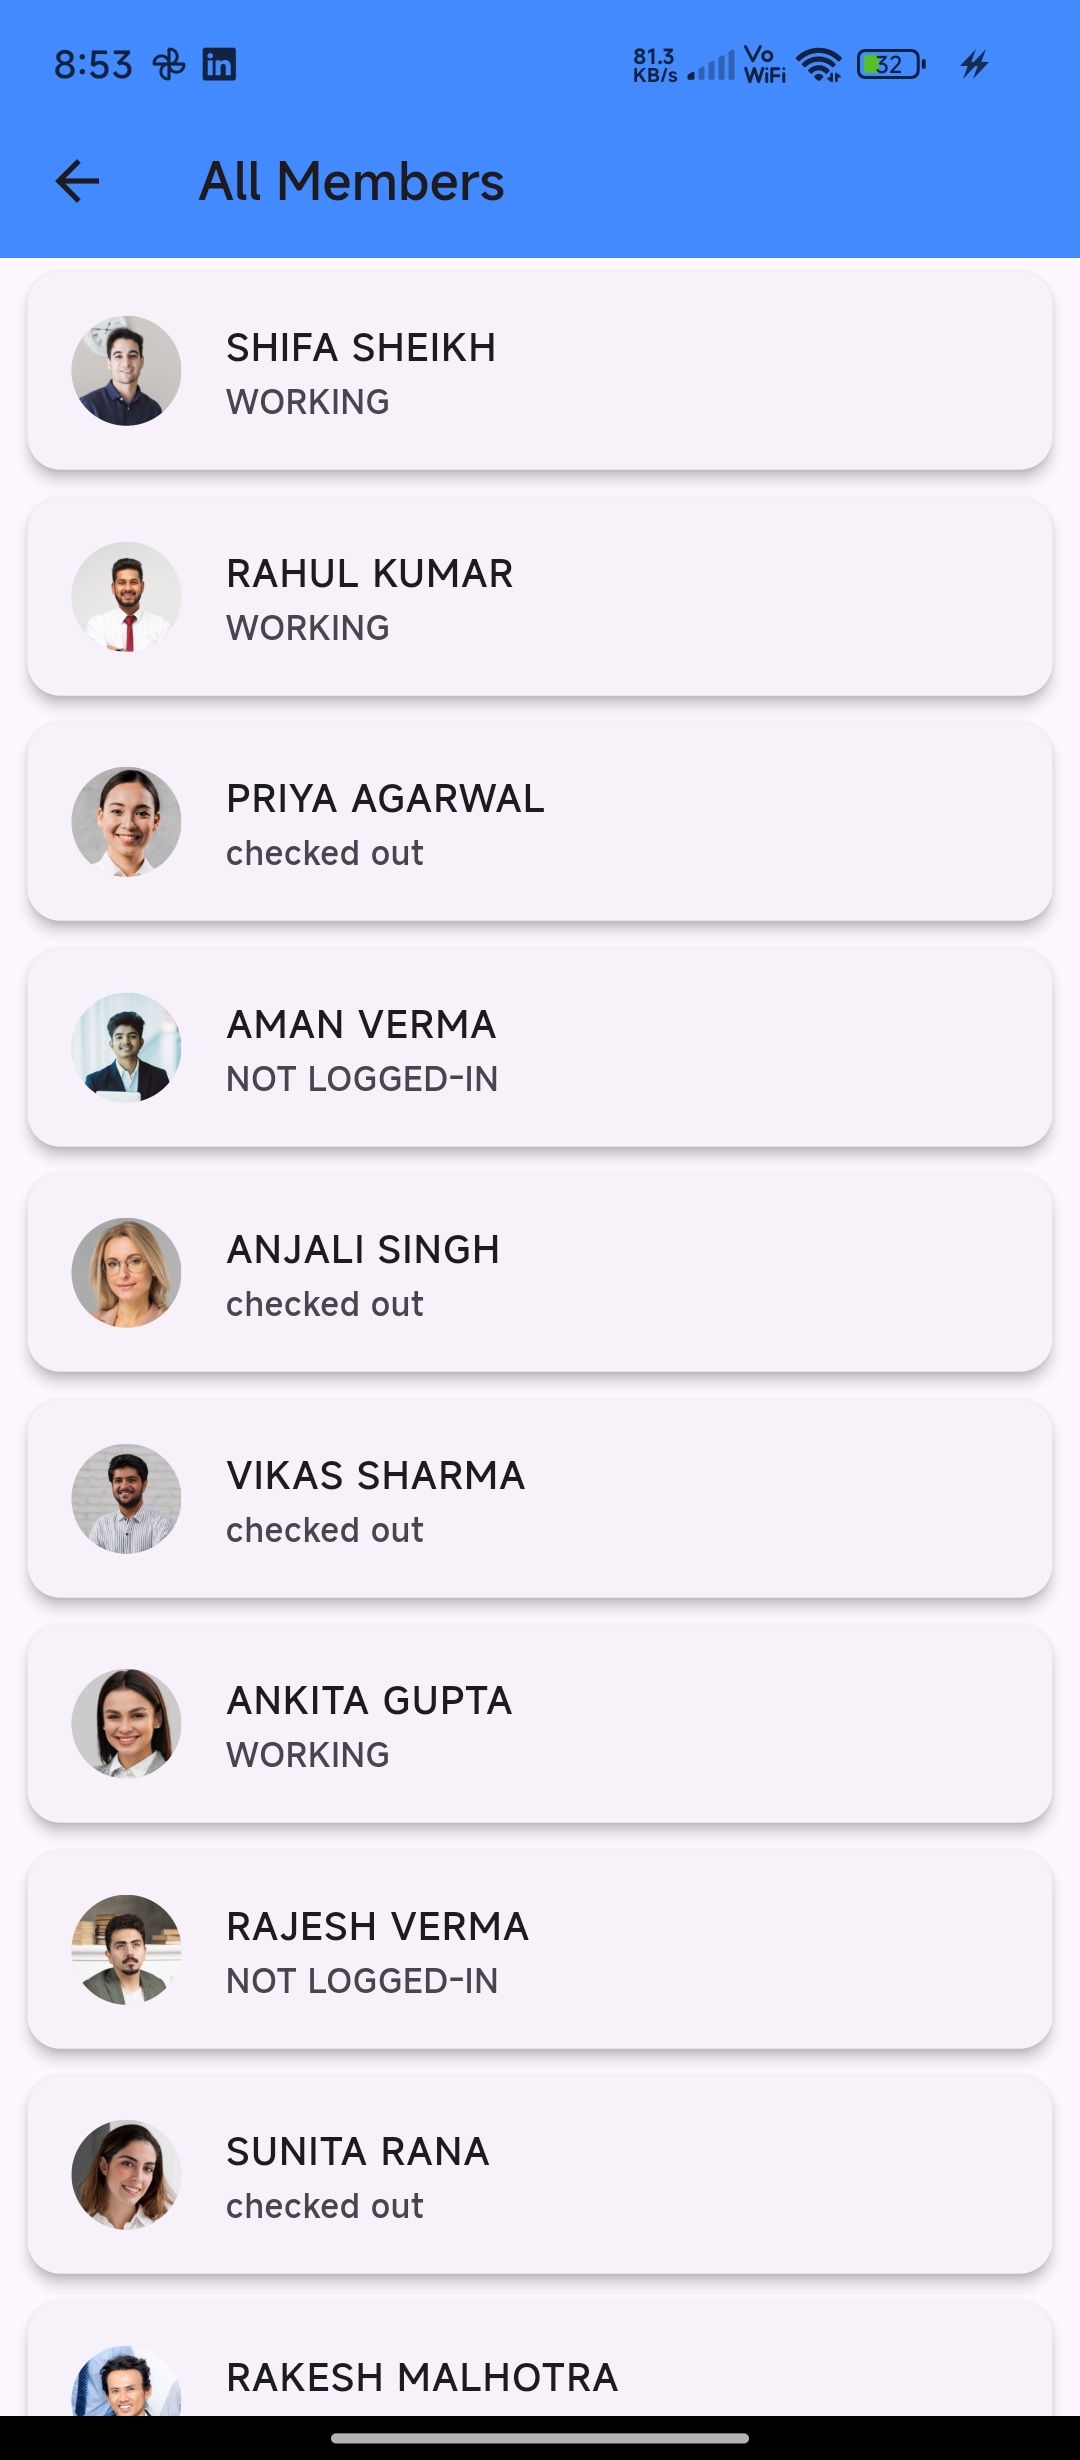 8:53
81.3
KB/s
Vo
WiFi
32
All Members
SHIFA SHEIKH
WORKING
RAHUL KUMAR
WORKING
PRIYA AGARWAL
checked out
AMAN VERMA
NOT LOGGED-IN
ANJALI SINGH
checked out
VIKAS SHARMA
checked out
ANKITA GUPTA
WORKING
RAJESH VERMA
NOT LOGGED-IN
SUNITA RANA
checked out
RAKESH MALHOTRA